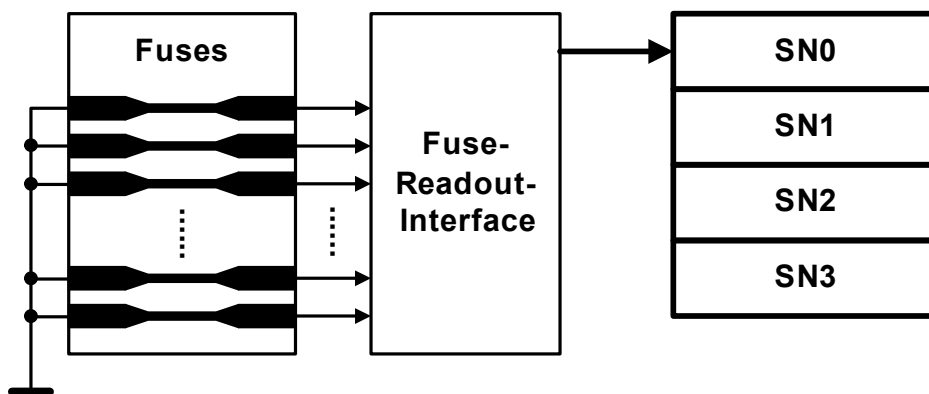 Fuses
Fuse-
Readout-
Interface
SN0
SN1
SN2
SN3